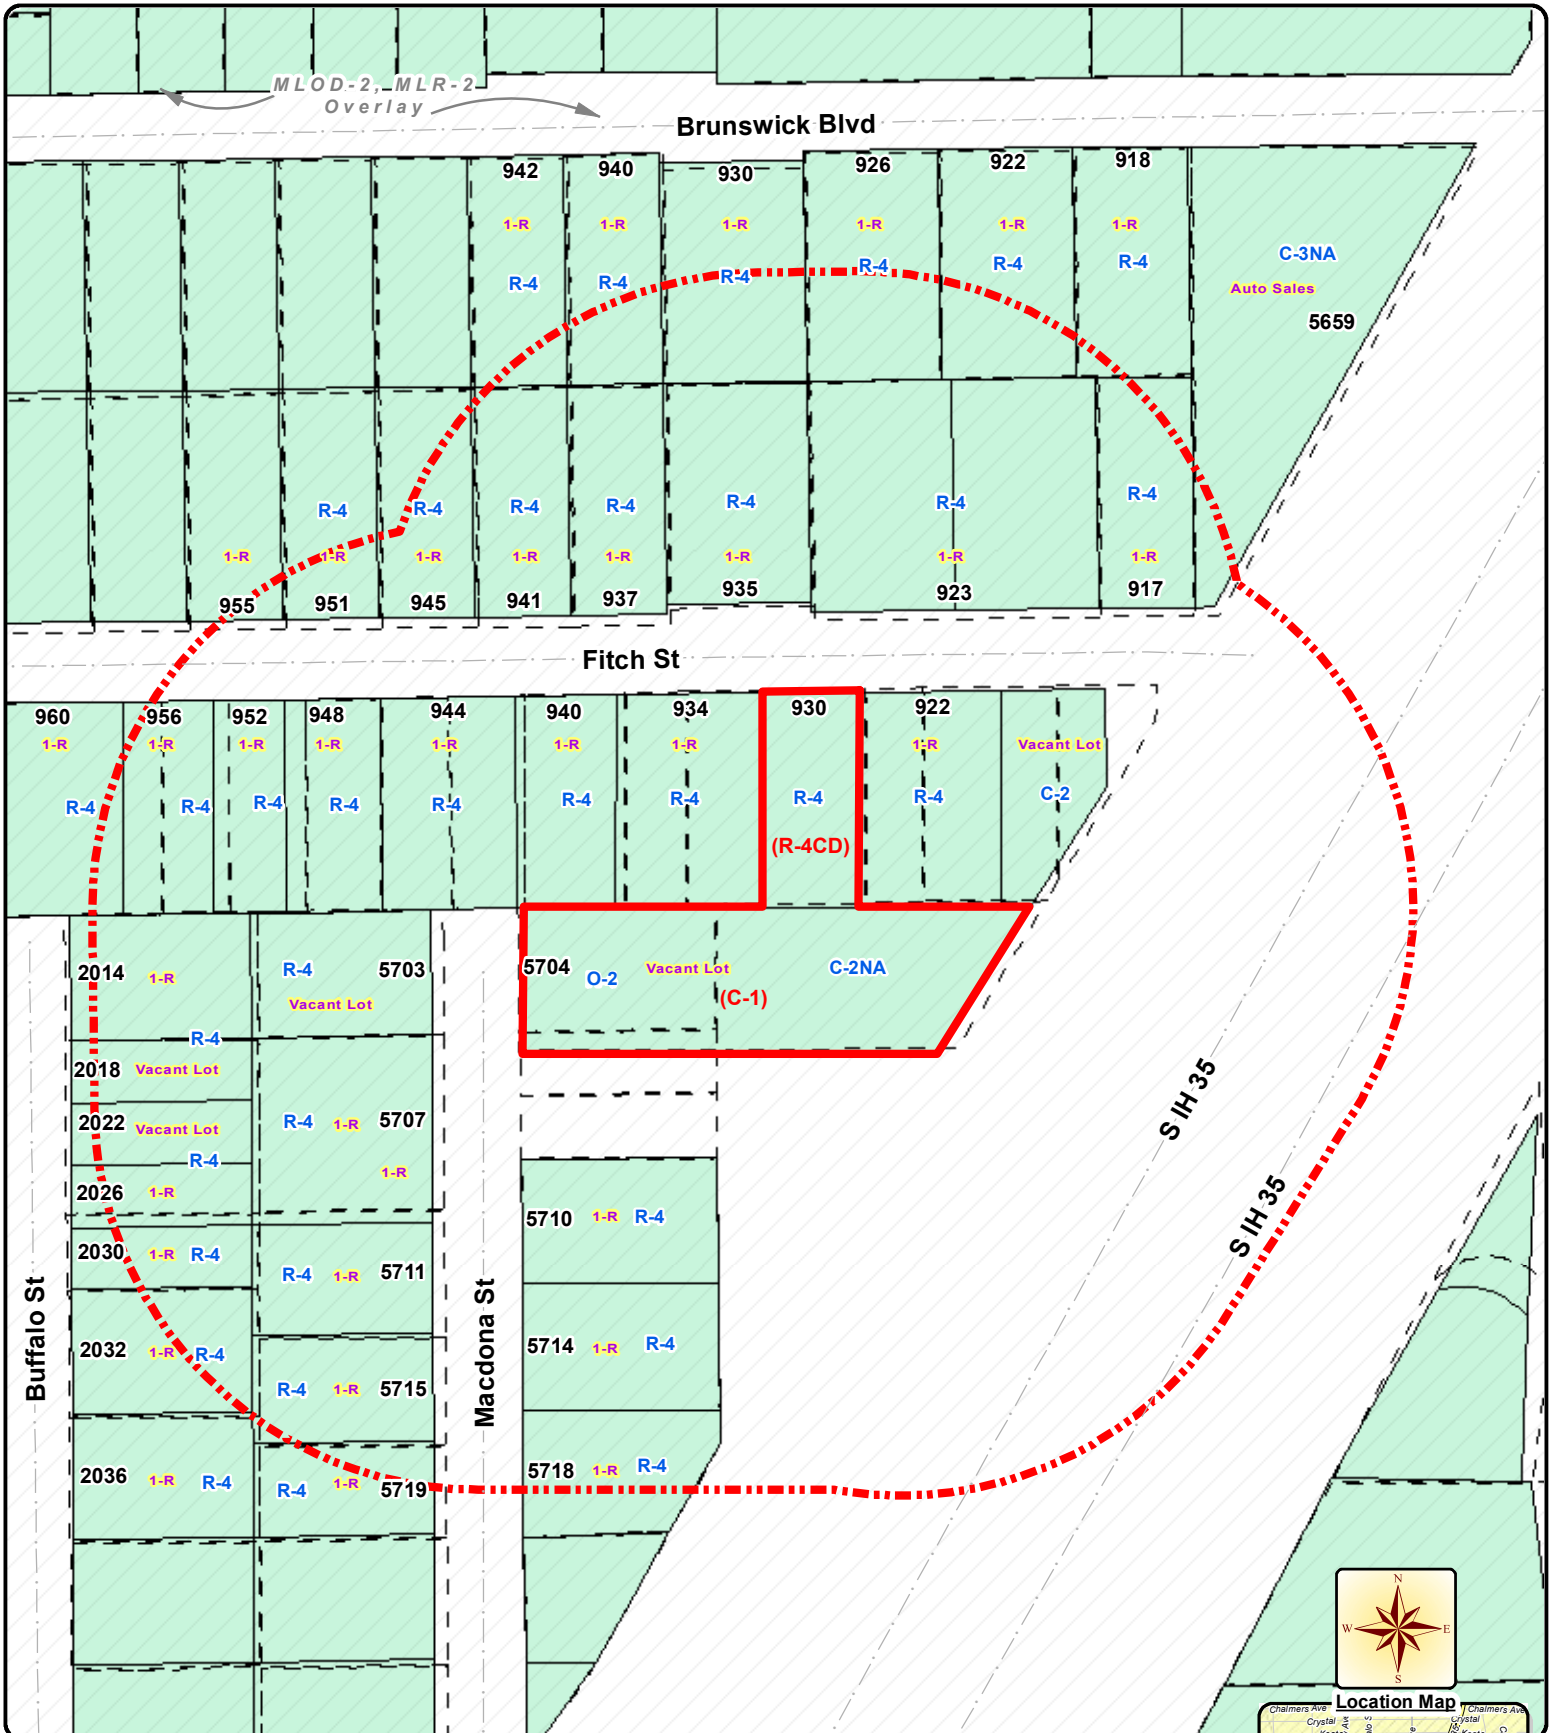 MLOD-2, MLR-2
Overlay
Brunswick Blvd
942
940
930
926
922
918
1-R
1-R
1-R
1-R
1-R
1-R
R-4
R-4
R-4
R-4
R-4
R-4
C-3NA
Auto Sales
5659
R-4
R-4
R-4
R-4
R-4
R-4
R-4
1-R
1-R
1-R
1-R
1-R
1-R
1-R
1-R
955
951
945
941
937
935
923
917
Fitch St
960
956
952
948
944
940
934
930
922
1-R
1-R
1-R
1-R
1-R
1-R
1-R
1-R
Vacant Lot
R-4
R-4
R-4
R-4
R-4
R-4
R-4
R-4
R-4
C-2
(R-4CD)
2014
1-R
R-4
5703
Vacant Lot
5704
O-2
Vacant Lot
C-2NA
(C-1)
R-4
2018
Vacant Lot
2022
Vacant Lot
R-4
1-R
5707
R-4
1-R
2026
1-R
2030
1-R
R-4
R-4
1-R
5711
5710
1-R
R-4
S IH 35
S IH 35
Buffalo St
Macdona St
2032
1-R
R-4
R-4
1-R
5715
5714
1-R
R-4
2036
1-R
R-4
R-4
1-R
5719
5718
1-R
R-4
N
W
E
S
Location Map
Chalmers Ave
Chalmers Ave
Crystal
Crystal